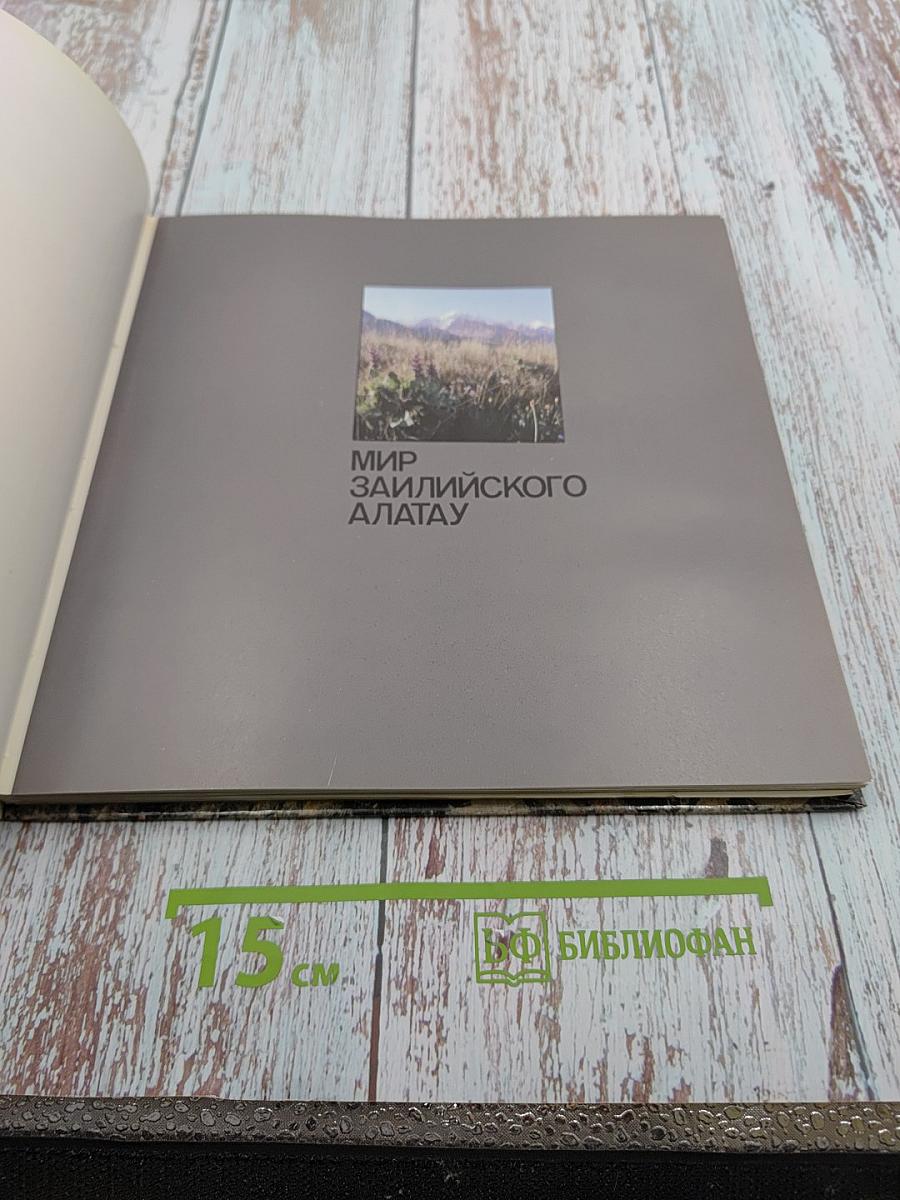 МИР
ЗАИЛИЙСКОГО
АЛАТАУ
15 см
БФ БИБЛИОФАН